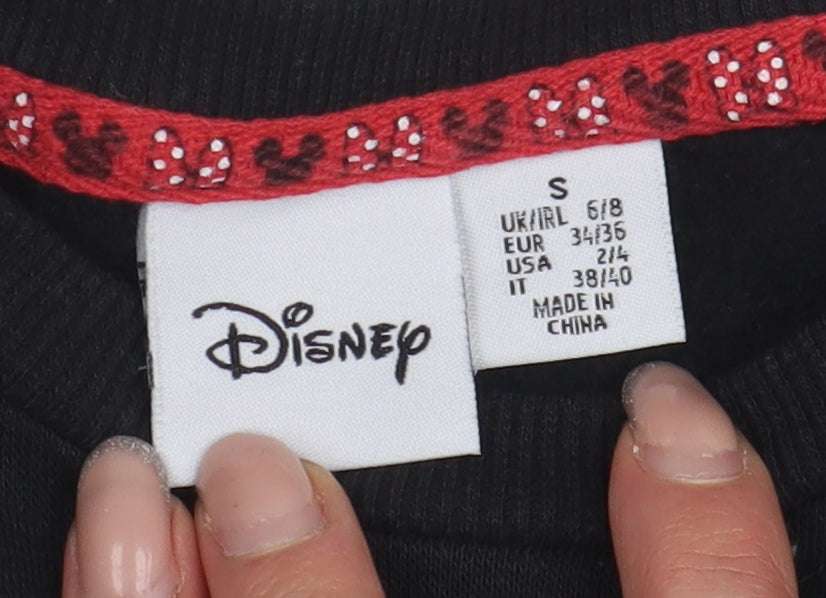 Disney
S
UK/IRL 6/8
EUR 34/36
USA 2/4
IT 38/40
MADE IN
CHINA